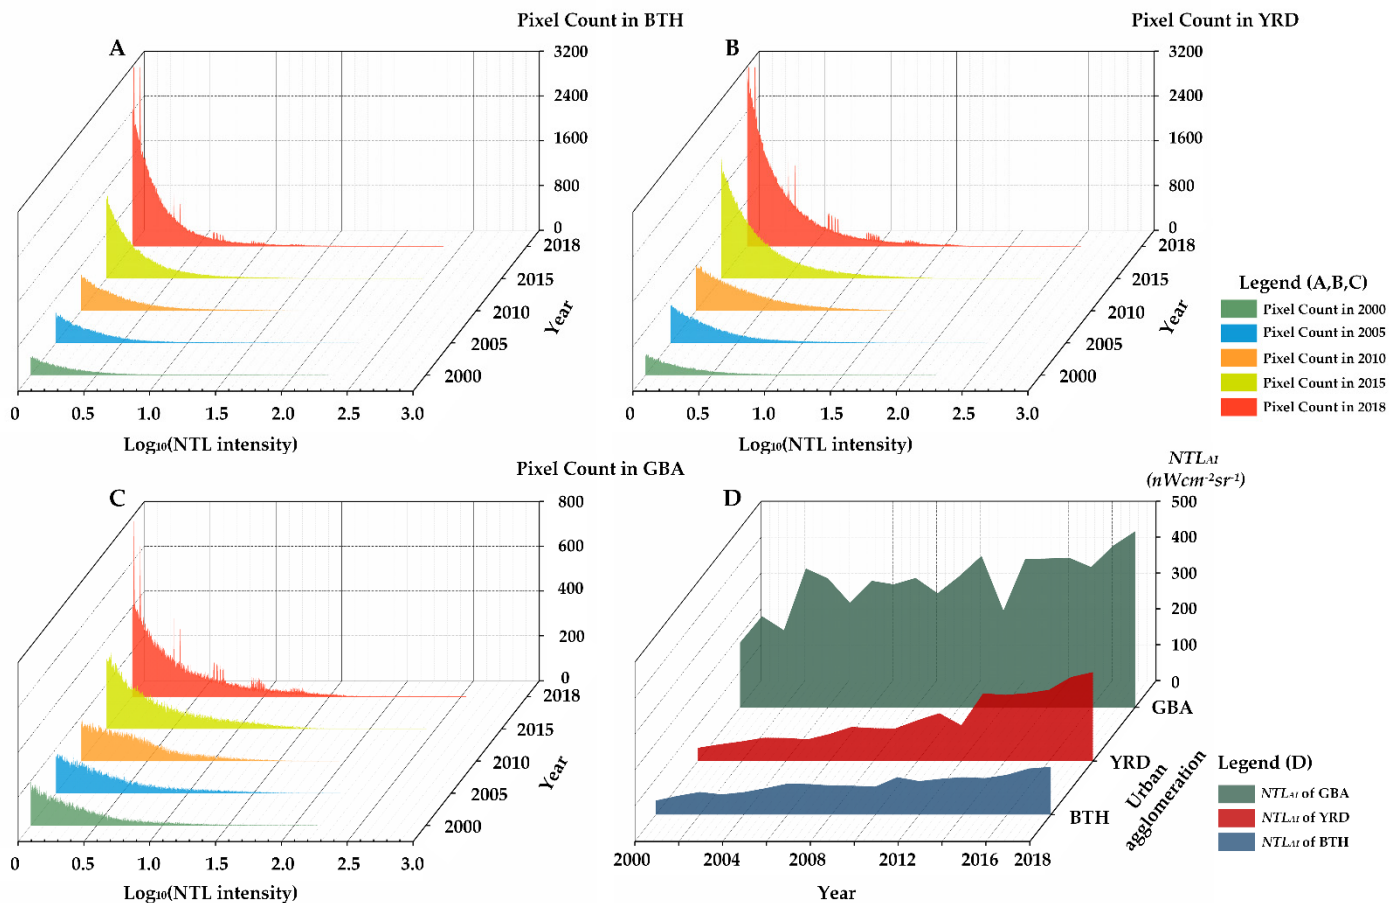 Pixel Count in BTH
A
3200
2400
1600
800
0
2018
2015
2010
2005
2000
Year
0 0.5 1.0 1.5 2.0 2.5 3.0
Log10(NTL intensity)
Pixel Count in YRD
B
3200
2400
1600
800
0
2018
2015
2010
2005
2000
Year
0 0.5 1.0 1.5 2.0 2.5 3.0
Log10(NTL intensity)
Legend (A,B,C)
Pixel Count in 2000
Pixel Count in 2005
Pixel Count in 2010
Pixel Count in 2015
Pixel Count in 2018
Pixel Count in GBA
C
800
600
400
200
0
2018
2015
2010
2005
2000
Year
0 0.5 1.0 1.5 2.0 2.5 3.0
Log10(NTL intensity)
D
NTLAI
(nWcm-2sr-1)
500
400
300
200
100
0
GBA
YRD
BTH
Urban
agglomeration
2000 2004 2008 2012 2016 2018
Year
Legend (D)
NTLAI of GBA
NTLAI of YRD
NTLAI of BTH